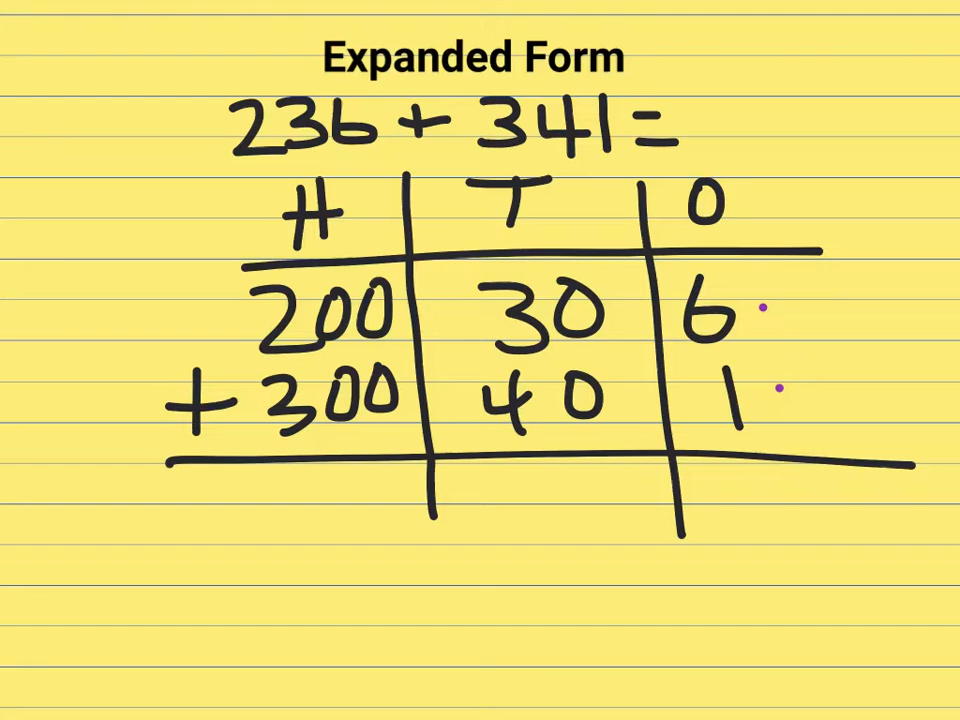 Expanded Form
236 + 341 =
H T O
200 30 6
+ 300 40 1